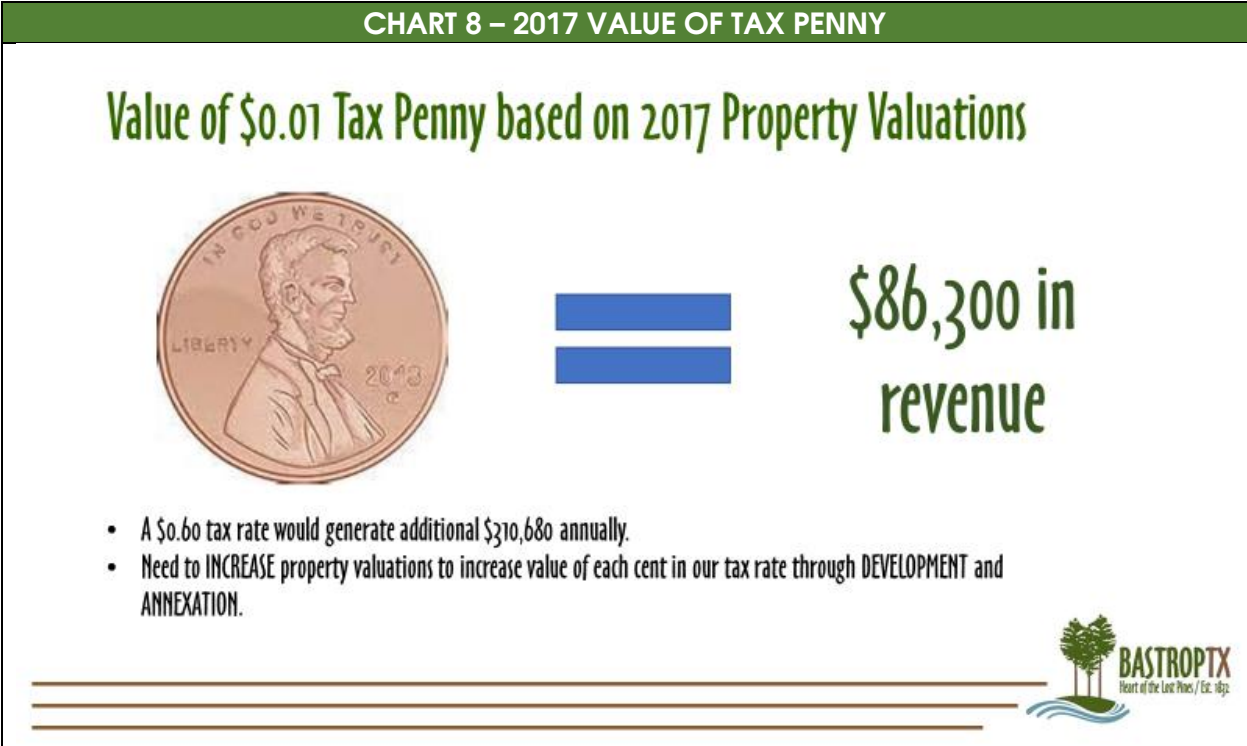 CHART 8 – 2017 VALUE OF TAX PENNY
Value of $0.01 Tax Penny based on 2017 Property Valuations
IN GOD WE TRUST
LIBERTY
2013
$86,300 in
revenue
• A $0.60 tax rate would generate additional $310,680 annually.
• Need to INCREASE property valuations to increase value of each cent in our tax rate through DEVELOPMENT and
ANNEXATION.
BASTROPTX
Heart of the Lost Pines / Est. 1832